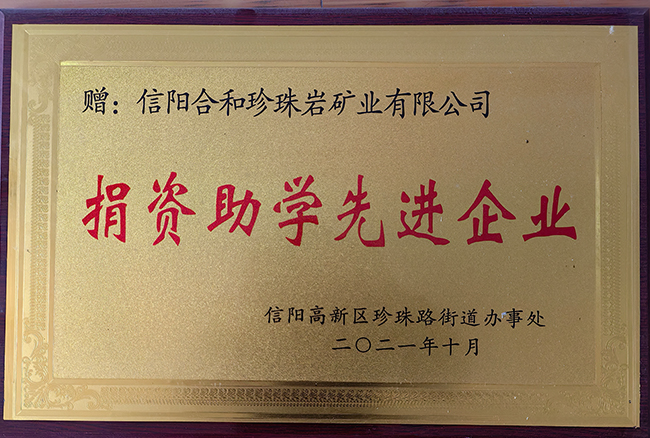 赠：信阳合和珍珠岩矿业有限公司
捐资助学先进企业
信阳高新区珍珠路街道办事处
二〇二一年十月